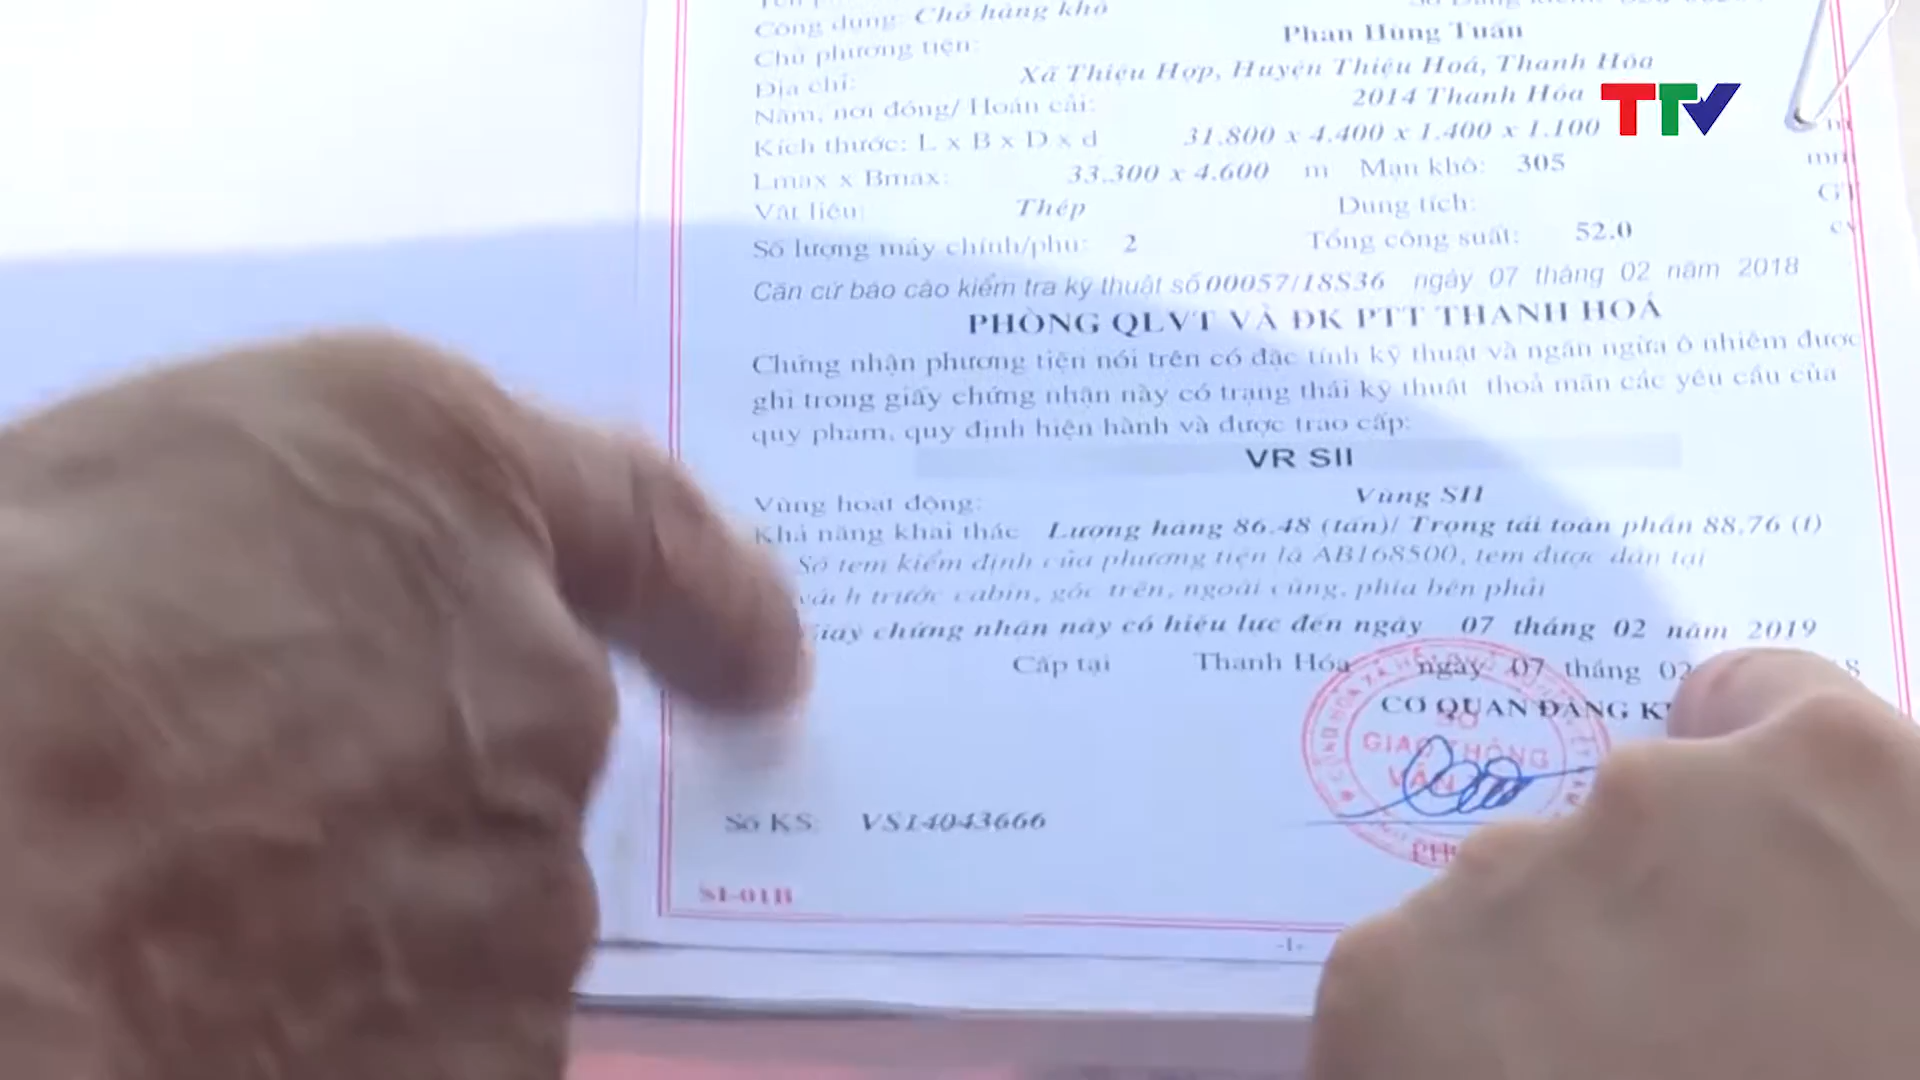 Công dụng: Chở hàng khô
Chủ phương tiện: Phan Hùng Tuấn
Địa chỉ: Xã Thiệu Hợp, Huyện Thiệu Hoá, Thanh Hóa
Năm, nơi đóng/ Hoán cải: 2014 Thanh Hóa
TTV
Kích thước: L x B x D x d 31.800 x 4.400 x 1.400 x 1.100 m
Lmax x Bmax: 33.300 x 4.600 m Mạn khô: 305 mm
Vật liệu: Thép Dung tích: GT
Số lượng máy chính/phụ: 2 Tổng công suất: 52.0 cv
Căn cứ báo cáo kiểm tra kỹ thuật số 00057/18S36 ngày 07 tháng 02 năm 2018
PHÒNG QLVT VÀ ĐK PTT THANH HOÁ
Chứng nhận phương tiện nói trên có đặc tính kỹ thuật và ngăn ngừa ô nhiễm được
ghi trong giấy chứng nhận này có trạng thái kỹ thuật thoả mãn các yêu cầu của
quy phạm, quy định hiện hành và được trao cấp:
VR SII
Vùng hoạt động: Vùng SII
Khả năng khai thác Lượng hàng 86.48 (tấn)/ Trọng tải toàn phần 88,76 (t)
Số tem kiểm định của phương tiện là AB168500, tem được dán tại
vách trước cabin, góc trên, ngoài cùng, phía bên phải
Giấy chứng nhận này có hiệu lực đến ngày 07 tháng 02 năm 2019
Cấp tại Thanh Hóa ngày 07 tháng 02
CƠ QUAN ĐĂNG K
SỞ
GIAO THÔNG
VẬN
Số KS: VS14043666
SI-01B
-1-